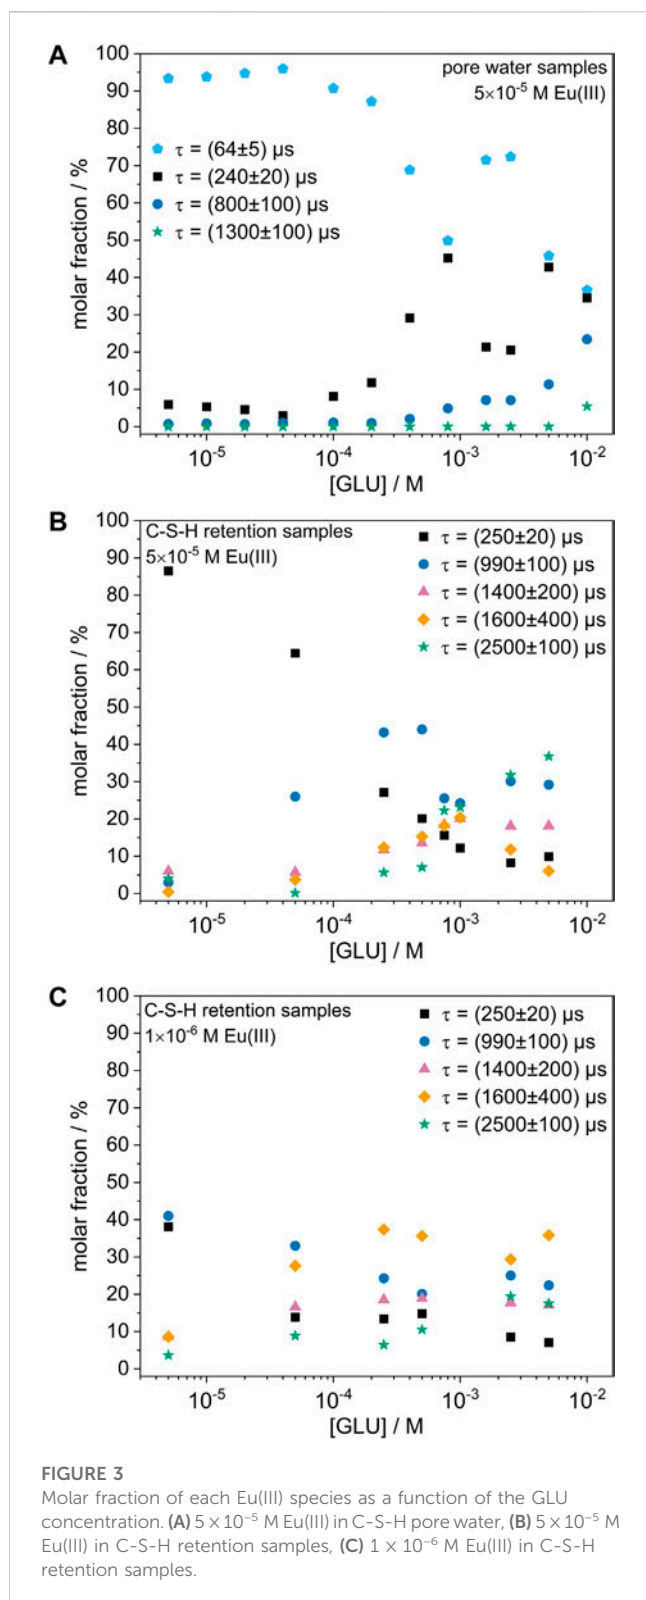 A
pore water samples
5×10⁻⁵ M Eu(III)
τ = (64±5) µs
τ = (240±20) µs
τ = (800±100) µs
τ = (1300±100) µs
100
90
80
70
60
50
40
30
20
10
0
molar fraction / %
10⁻⁵
10⁻⁴
10⁻³
10⁻²
[GLU] / M
B
C-S-H retention samples
5×10⁻⁵ M Eu(III)
τ = (250±20) µs
τ = (990±100) µs
τ = (1400±200) µs
τ = (1600±400) µs
τ = (2500±100) µs
100
90
80
70
60
50
40
30
20
10
0
molar fraction / %
10⁻⁵
10⁻⁴
10⁻³
10⁻²
[GLU] / M
C
C-S-H retention samples
1×10⁻⁶ M Eu(III)
τ = (250±20) µs
τ = (990±100) µs
τ = (1400±200) µs
τ = (1600±400) µs
τ = (2500±100) µs
100
90
80
70
60
50
40
30
20
10
0
molar fraction / %
10⁻⁵
10⁻⁴
10⁻³
10⁻²
[GLU] / M
FIGURE 3
Molar fraction of each Eu(III) species as a function of the GLU
concentration. (A) 5 × 10⁻⁵ M Eu(III) in C-S-H pore water, (B) 5 × 10⁻⁵ M
Eu(III) in C-S-H retention samples, (C) 1 × 10⁻⁶ M Eu(III) in C-S-H
retention samples.